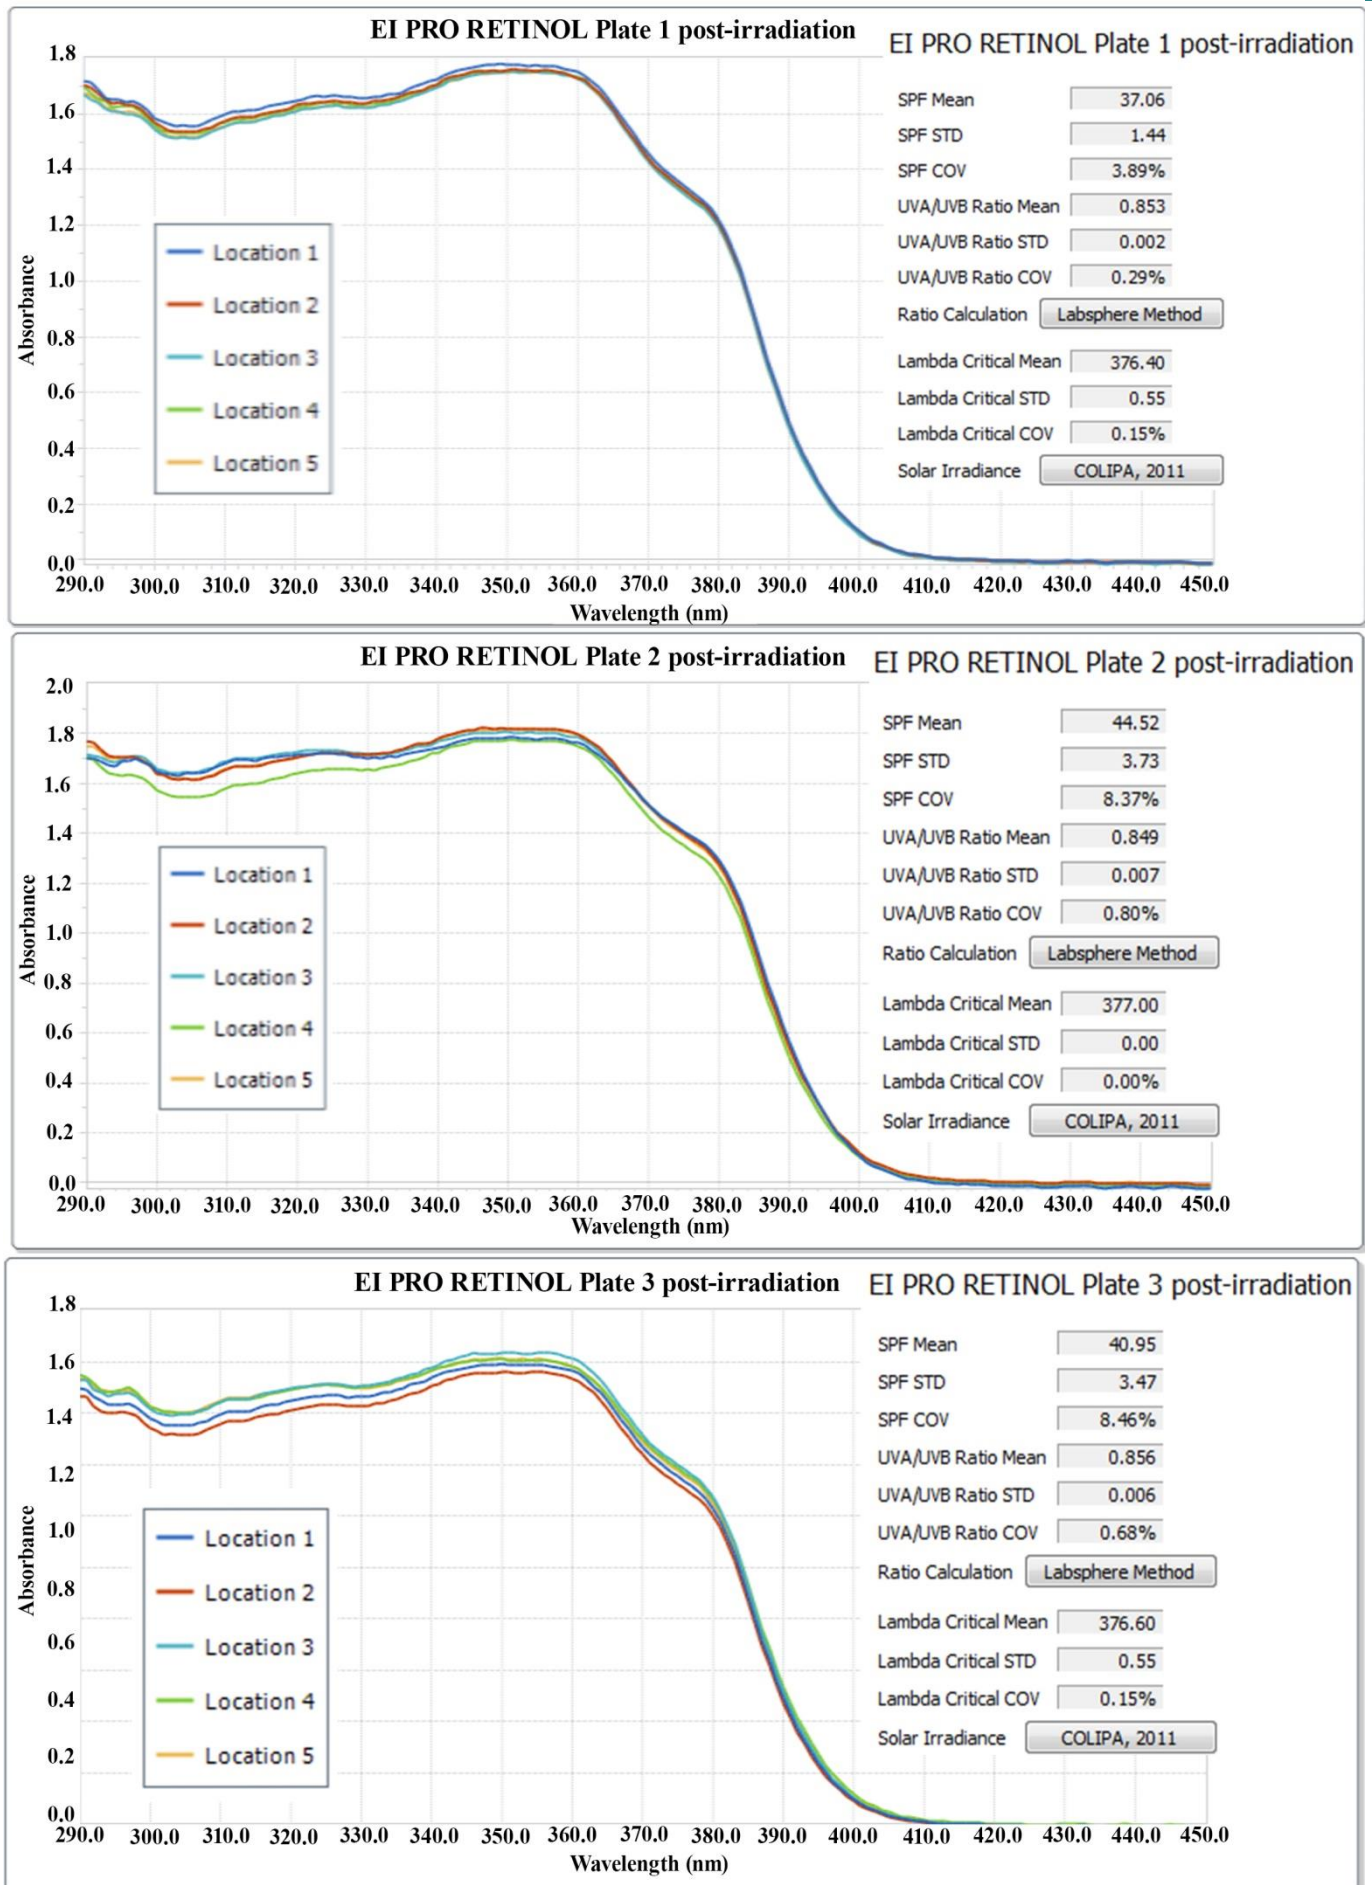 EI PRO RETINOL Plate 1 post-irradiation
1.8
1.6
1.4
1.2
1.0
0.8
0.6
0.4
0.2
0.0
Absorbance
Location 1
Location 2
Location 3
Location 4
Location 5
290.0 300.0 310.0 320.0 330.0 340.0 350.0 360.0 370.0 380.0 390.0 400.0 410.0 420.0 430.0 440.0 450.0
Wavelength (nm)
EI PRO RETINOL Plate 1 post-irradiation
SPF Mean 37.06
SPF STD 1.44
SPF COV 3.89%
UVA/UVB Ratio Mean 0.853
UVA/UVB Ratio STD 0.002
UVA/UVB Ratio COV 0.29%
Ratio Calculation Labsphere Method
Lambda Critical Mean 376.40
Lambda Critical STD 0.55
Lambda Critical COV 0.15%
Solar Irradiance COLIPA, 2011
EI PRO RETINOL Plate 2 post-irradiation
2.0
1.8
1.6
1.4
1.2
1.0
0.8
0.6
0.4
0.2
0.0
Absorbance
Location 1
Location 2
Location 3
Location 4
Location 5
290.0 300.0 310.0 320.0 330.0 340.0 350.0 360.0 370.0 380.0 390.0 400.0 410.0 420.0 430.0 440.0 450.0
Wavelength (nm)
EI PRO RETINOL Plate 2 post-irradiation
SPF Mean 44.52
SPF STD 3.73
SPF COV 8.37%
UVA/UVB Ratio Mean 0.849
UVA/UVB Ratio STD 0.007
UVA/UVB Ratio COV 0.80%
Ratio Calculation Labsphere Method
Lambda Critical Mean 377.00
Lambda Critical STD 0.00
Lambda Critical COV 0.00%
Solar Irradiance COLIPA, 2011
EI PRO RETINOL Plate 3 post-irradiation
1.8
1.6
1.4
1.2
1.0
0.8
0.6
0.4
0.2
0.0
Absorbance
Location 1
Location 2
Location 3
Location 4
Location 5
290.0 300.0 310.0 320.0 330.0 340.0 350.0 360.0 370.0 380.0 390.0 400.0 410.0 420.0 430.0 440.0 450.0
Wavelength (nm)
EI PRO RETINOL Plate 3 post-irradiation
SPF Mean 40.95
SPF STD 3.47
SPF COV 8.46%
UVA/UVB Ratio Mean 0.856
UVA/UVB Ratio STD 0.006
UVA/UVB Ratio COV 0.68%
Ratio Calculation Labsphere Method
Lambda Critical Mean 376.60
Lambda Critical STD 0.55
Lambda Critical COV 0.15%
Solar Irradiance COLIPA, 2011